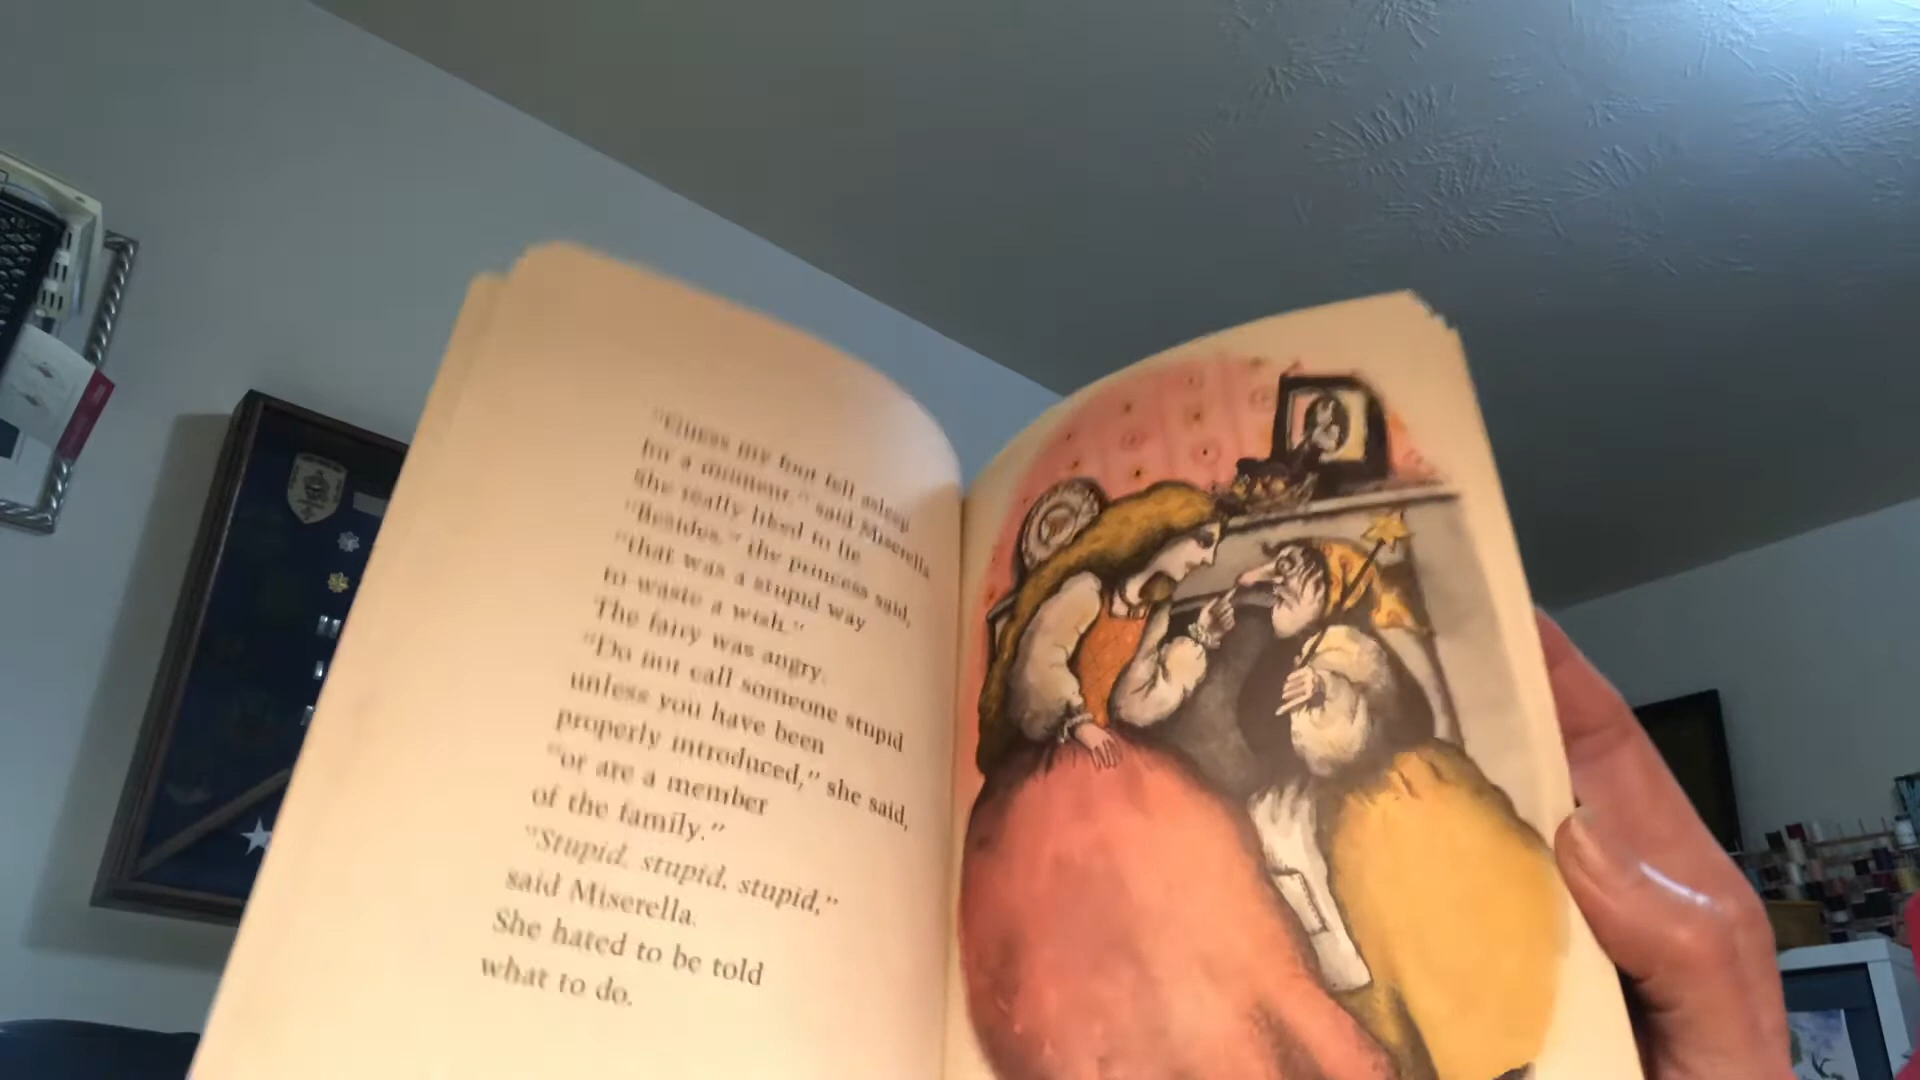 "Guess my foot fell asleep
for a moment," said Miserella
she really liked to lie
"Besides," the princess said,
"that was a stupid way
to waste a wish."
The fairy was angry.
"Do not call someone stupid
unless you have been
properly introduced," she said,
"or are a member
of the family."
"Stupid, stupid, stupid,"
said Miserella.
She hated to be told
what to do.